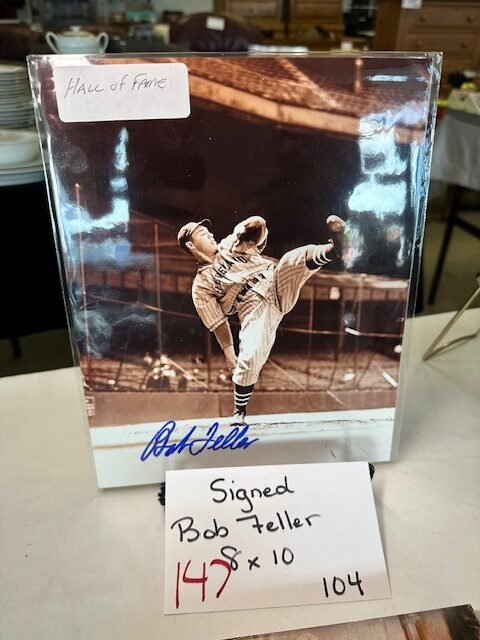 Hall of Fame
Bob Feller
Signed
Bob Feller
8 x 10
147
104